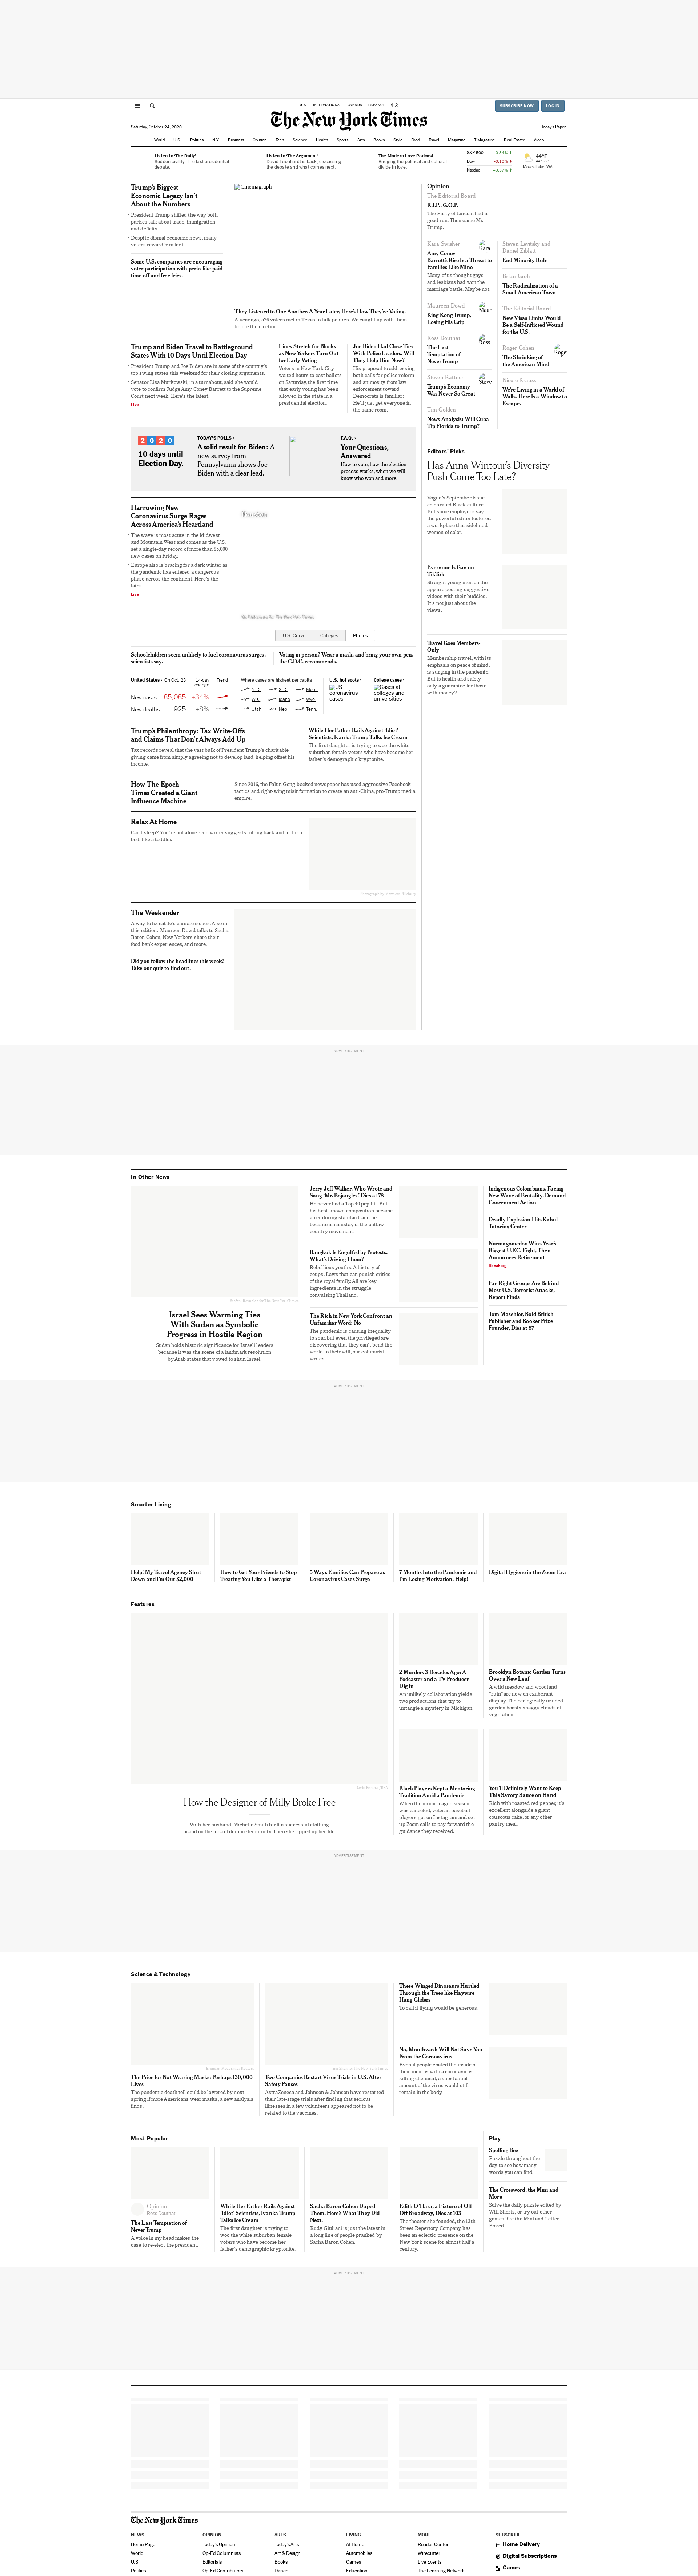 U.S.
INTERNATIONAL
CANADA
ESPAÑOL
中文
SUBSCRIBE NOW
LOG IN
The New York Times
Saturday, October 24, 2020
Today's Paper
World
U.S.
Politics
N.Y.
Business
Opinion
Tech
Science
Health
Sports
Arts
Books
Style
Food
Travel
Magazine
T Magazine
Real Estate
Video
Listen to 'The Daily'
Sudden civility: The last presidential
debate.
Listen to 'The Argument'
David Leonhardt is back, discussing
the debate and what comes next.
The Modern Love Podcast
Bridging the political and cultural
divide in love.
S&P 500 +0.34% ↑
Dow -0.10% ↓
Nasdaq +0.37% ↑
44°F
Moses Lake, WA
Trump's Biggest
Economic Legacy Isn't
About the Numbers
President Trump shifted the way both
parties talk about trade, immigration
and deficits.
Despite dismal economic news, many
voters reward him for it.
Some U.S. companies are encouraging
voter participation with perks like paid
time off and free fries.
Cinemagraph
They Listened to One Another. A Year Later, Here's How They're Voting.
A year ago, 526 voters met in Texas to talk politics. We caught up with them
before the election.
Trump and Biden Travel to Battleground
States With 10 Days Until Election Day
President Trump and Joe Biden are in some of the country's
top swing states this weekend for their closing arguments.
Senator Lisa Murkowski, in a turnabout, said she would
vote to confirm Judge Amy Coney Barrett to the Supreme
Court next week. Here's the latest.
Live
Lines Stretch for Blocks
as New Yorkers Turn Out
for Early Voting
Voters in New York City
waited hours to cast ballots
on Saturday, the first time
that early voting has been
conducted in the state in a
presidential election.
Joe Biden Had Close Ties
With Police Leaders. Will
They Help Him Now?
His proposal to addressing
both calls for police reform
and animosity from law
enforcement toward
Democrats is familiar:
He'll just get everyone in
the same room.
2020
10 days until
Election Day.
TODAY'S POLLS ›
A solid result for Biden: A
new survey from
Pennsylvania shows Joe
Biden with a clear lead.
F.A.Q. ›
Your Questions,
Answered
How to vote, how the election
process works, when we will
know who won and more.
Harrowing New
Coronavirus Surge Rages
Across America's Heartland
The wave is most acute in the Midwest
and Mountain West and comes as the U.S.
set a single-day record of more than 85,000
new cases on Friday.
Europe also is bracing for a dark winter as
the pandemic has entered a dangerous
phase across the continent. Here's the
latest.
Live
U.S. Curve
Colleges
Photos
Schoolchildren seem unlikely to fuel coronavirus surges,
scientists say.
Voting in person? Wear a mask, and bring your own pen,
the C.D.C. recommends.
United States › On Oct. 23
14-day
change
Trend
New cases 85,085 +34%
New deaths 925 +8%
Where cases are highest per capita
N.D.
S.D.
Mont.
Wis.
Idaho
Wyo.
Utah
Neb.
Tenn.
U.S. hot spots ›
US
coronavirus
cases
College cases ›
Cases at
colleges and
universities
Trump's Philanthropy: Tax Write-Offs
and Claims That Don't Always Add Up
Tax records reveal that the vast bulk of President Trump's charitable
giving came from simply agreeing not to develop land, helping offset his
income.
While Her Father Rails Against 'Idiot'
Scientists, Ivanka Trump Talks Ice Cream
The first daughter is trying to woo the white
suburban female voters who have become her
father's demographic kryptonite.
How The Epoch
Times Created a Giant
Influence Machine
Since 2016, the Falun Gong-backed newspaper has used aggressive Facebook
tactics and right-wing misinformation to create an anti-China, pro-Trump media
empire.
Relax At Home
Can't sleep? You're not alone. One writer suggests rolling back and forth in
bed, like a toddler.
The Weekender
A way to fix cattle's climate issues. Also in
this edition: Maureen Dowd talks to Sacha
Baron Cohen, New Yorkers share their
food bank experiences, and more.
Did you follow the headlines this week?
Take our quiz to find out.
Opinion
The Editorial Board
R.I.P., G.O.P.
The Party of Lincoln had a
good run. Then came Mr.
Trump.
Kara Swisher
Amy Coney
Barrett's Rise Is a Threat to
Families Like Mine
Many of us thought gays
and lesbians had won the
marriage battle. Maybe not.
Maureen Dowd
King Kong Trump,
Losing His Grip
Ross Douthat
The Last
Temptation of
NeverTrump
Steven Rattner
Trump's Economy
Was Never So Great
Tim Golden
News Analysis: Will Cuba
Tip Florida to Trump?
Steven Levitsky and
Daniel Ziblatt
End Minority Rule
Brian Groh
The Radicalization of a
Small American Town
The Editorial Board
New Visas Limits Would
Be a Self-Inflicted Wound
for the U.S.
Roger Cohen
The Shrinking of
the American Mind
Nicole Krauss
We're Living in a World of
Walls. Here Is a Window to
Escape.
Editors' Picks
Has Anna Wintour's Diversity
Push Come Too Late?
Vogue's September issue
celebrated Black culture.
But some employees say
the powerful editor fostered
a workplace that sidelined
women of color.
Everyone Is Gay on
TikTok
Straight young men on the
app are posting suggestive
videos with their buddies.
It's not just about the
views.
Travel Goes Members-
Only
Membership travel, with its
emphasis on peace of mind,
is surging in the pandemic.
But is health and safety
only a guarantee for those
with money?
ADVERTISEMENT
In Other News
Israel Sees Warming Ties
With Sudan as Symbolic
Progress in Hostile Region
Sudan holds historic significance for Israeli leaders
because it was the scene of a landmark resolution
by Arab states that vowed to shun Israel.
Jerry Jeff Walker, Who Wrote and
Sang 'Mr. Bojangles,' Dies at 78
He never had a Top 40 pop hit. But
his best-known composition became
an enduring standard, and he
became a mainstay of the outlaw
country movement.
Bangkok Is Engulfed by Protests.
What's Driving Them?
Rebellious youths. A history of
coups. Laws that can punish critics
of the royal family. All are key
ingredients in the struggle
convulsing Thailand.
The Rich in New York Confront an
Unfamiliar Word: No
The pandemic is causing inequality
to soar, but even the privileged are
discovering that they can't bend the
world to their will, our columnist
writes.
Indigenous Colombians, Facing
New Wave of Brutality, Demand
Government Action
Deadly Explosion Hits Kabul
Tutoring Center
Nurmagomedov Wins Year's
Biggest U.F.C. Fight, Then
Announces Retirement
Breaking
Far-Right Groups Are Behind
Most U.S. Terrorist Attacks,
Report Finds
Tom Maschler, Bold British
Publisher and Booker Prize
Founder, Dies at 87
ADVERTISEMENT
Smarter Living
Help! My Travel Agency Shut
Down and I'm Out $2,000
How to Get Your Friends to Stop
Treating You Like a Therapist
5 Ways Families Can Prepare as
Coronavirus Cases Surge
7 Months Into the Pandemic and
I'm Losing Motivation. Help!
Digital Hygiene in the Zoom Era
Features
How the Designer of Milly Broke Free
With her husband, Michelle Smith built a successful clothing
brand on the idea of demure femininity. Then she ripped up her life.
2 Murders 3 Decades Ago: A
Podcaster and a TV Producer
Dig In
An unlikely collaboration yields
two productions that try to
untangle a mystery in Michigan.
Brooklyn Botanic Garden Turns
Over a New Leaf
A wild meadow and woodland
"ruin" are now on exuberant
display. The ecologically minded
garden boasts shaggy clouds of
vegetation.
Black Players Kept a Mentoring
Tradition Amid a Pandemic
When the minor league season
was canceled, veteran baseball
players got on Instagram and set
up Zoom calls to pay forward the
guidance they received.
You'll Definitely Want to Keep
This Savory Sauce on Hand
Rich with roasted red pepper, it's
excellent alongside a giant
couscous cake, or any other
pantry meal.
ADVERTISEMENT
Science & Technology
The Price for Not Wearing Masks: Perhaps 130,000
Lives
The pandemic death toll could be lowered by next
spring if more Americans wear masks, a new analysis
finds.
Two Companies Restart Virus Trials in U.S. After
Safety Pauses
AstraZeneca and Johnson & Johnson have restarted
their late-stage trials after finding that serious
illnesses in a few volunteers appeared not to be
related to the vaccines.
These Winged Dinosaurs Hurtled
Through the Trees like Haywire
Hang Gliders
To call it flying would be generous.
No, Mouthwash Will Not Save You
From the Coronavirus
Even if people coated the inside of
their mouths with a coronavirus-
killing chemical, a substantial
amount of the virus would still
remain in the body.
Most Popular
Opinion
Ross Douthat
The Last Temptation of
NeverTrump
A voice in my head makes the
case to re-elect the president.
While Her Father Rails Against
'Idiot' Scientists, Ivanka Trump
Talks Ice Cream
The first daughter is trying to
woo the white suburban female
voters who have become her
father's demographic kryptonite.
Sacha Baron Cohen Duped
Them. Here's What They Did
Next.
Rudy Giuliani is just the latest in
a long line of people pranked by
Sacha Baron Cohen.
Edith O'Hara, a Fixture of Off
Off Broadway, Dies at 103
The theater she founded, the 13th
Street Repertory Company, has
been an eclectic presence on the
New York scene for almost half a
century.
Play
Spelling Bee
Puzzle throughout the
day to see how many
words you can find.
The Crossword, the Mini and
More
Solve the daily puzzle edited by
Will Shortz, or try out other
games like the Mini and Letter
Boxed.
ADVERTISEMENT
The New York Times
NEWS
Home Page
World
U.S.
Politics
OPINION
Today's Opinion
Op-Ed Columnists
Editorials
Op-Ed Contributors
ARTS
Today's Arts
Art & Design
Books
Dance
LIVING
At Home
Automobiles
Games
Education
MORE
Reader Center
Wirecutter
Live Events
The Learning Network
SUBSCRIBE
Home Delivery
Digital Subscriptions
Games